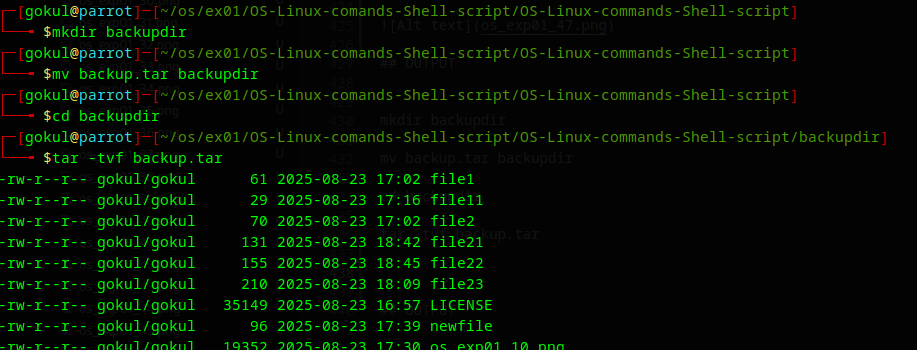 ┌─[gokul@parrot]─[~/os/ex01/OS-Linux-comands-Shell-script/OS-Linux-commands-Shell-script]
└──╼ $mkdir backupdir
┌─[gokul@parrot]─[~/os/ex01/OS-Linux-comands-Shell-script/OS-Linux-commands-Shell-script]
└──╼ $mv backup.tar backupdir
┌─[gokul@parrot]─[~/os/ex01/OS-Linux-comands-Shell-script/OS-Linux-commands-Shell-script]
└──╼ $cd backupdir
┌─[gokul@parrot]─[~/os/ex01/OS-Linux-comands-Shell-script/OS-Linux-commands-Shell-script/backupdir]
└──╼ $tar -tvf backup.tar
-rw-r--r-- gokul/gokul      61 2025-08-23 17:02 file1
-rw-r--r-- gokul/gokul      29 2025-08-23 17:16 file11
-rw-r--r-- gokul/gokul      70 2025-08-23 17:02 file2
-rw-r--r-- gokul/gokul     131 2025-08-23 18:42 file21
-rw-r--r-- gokul/gokul     155 2025-08-23 18:45 file22
-rw-r--r-- gokul/gokul     210 2025-08-23 18:09 file23
-rw-r--r-- gokul/gokul   35149 2025-08-23 16:57 LICENSE
-rw-r--r-- gokul/gokul      96 2025-08-23 17:39 newfile
-rw-r--r-- gokul/gokul   19352 2025-08-23 17:30 os_exp01_10.png